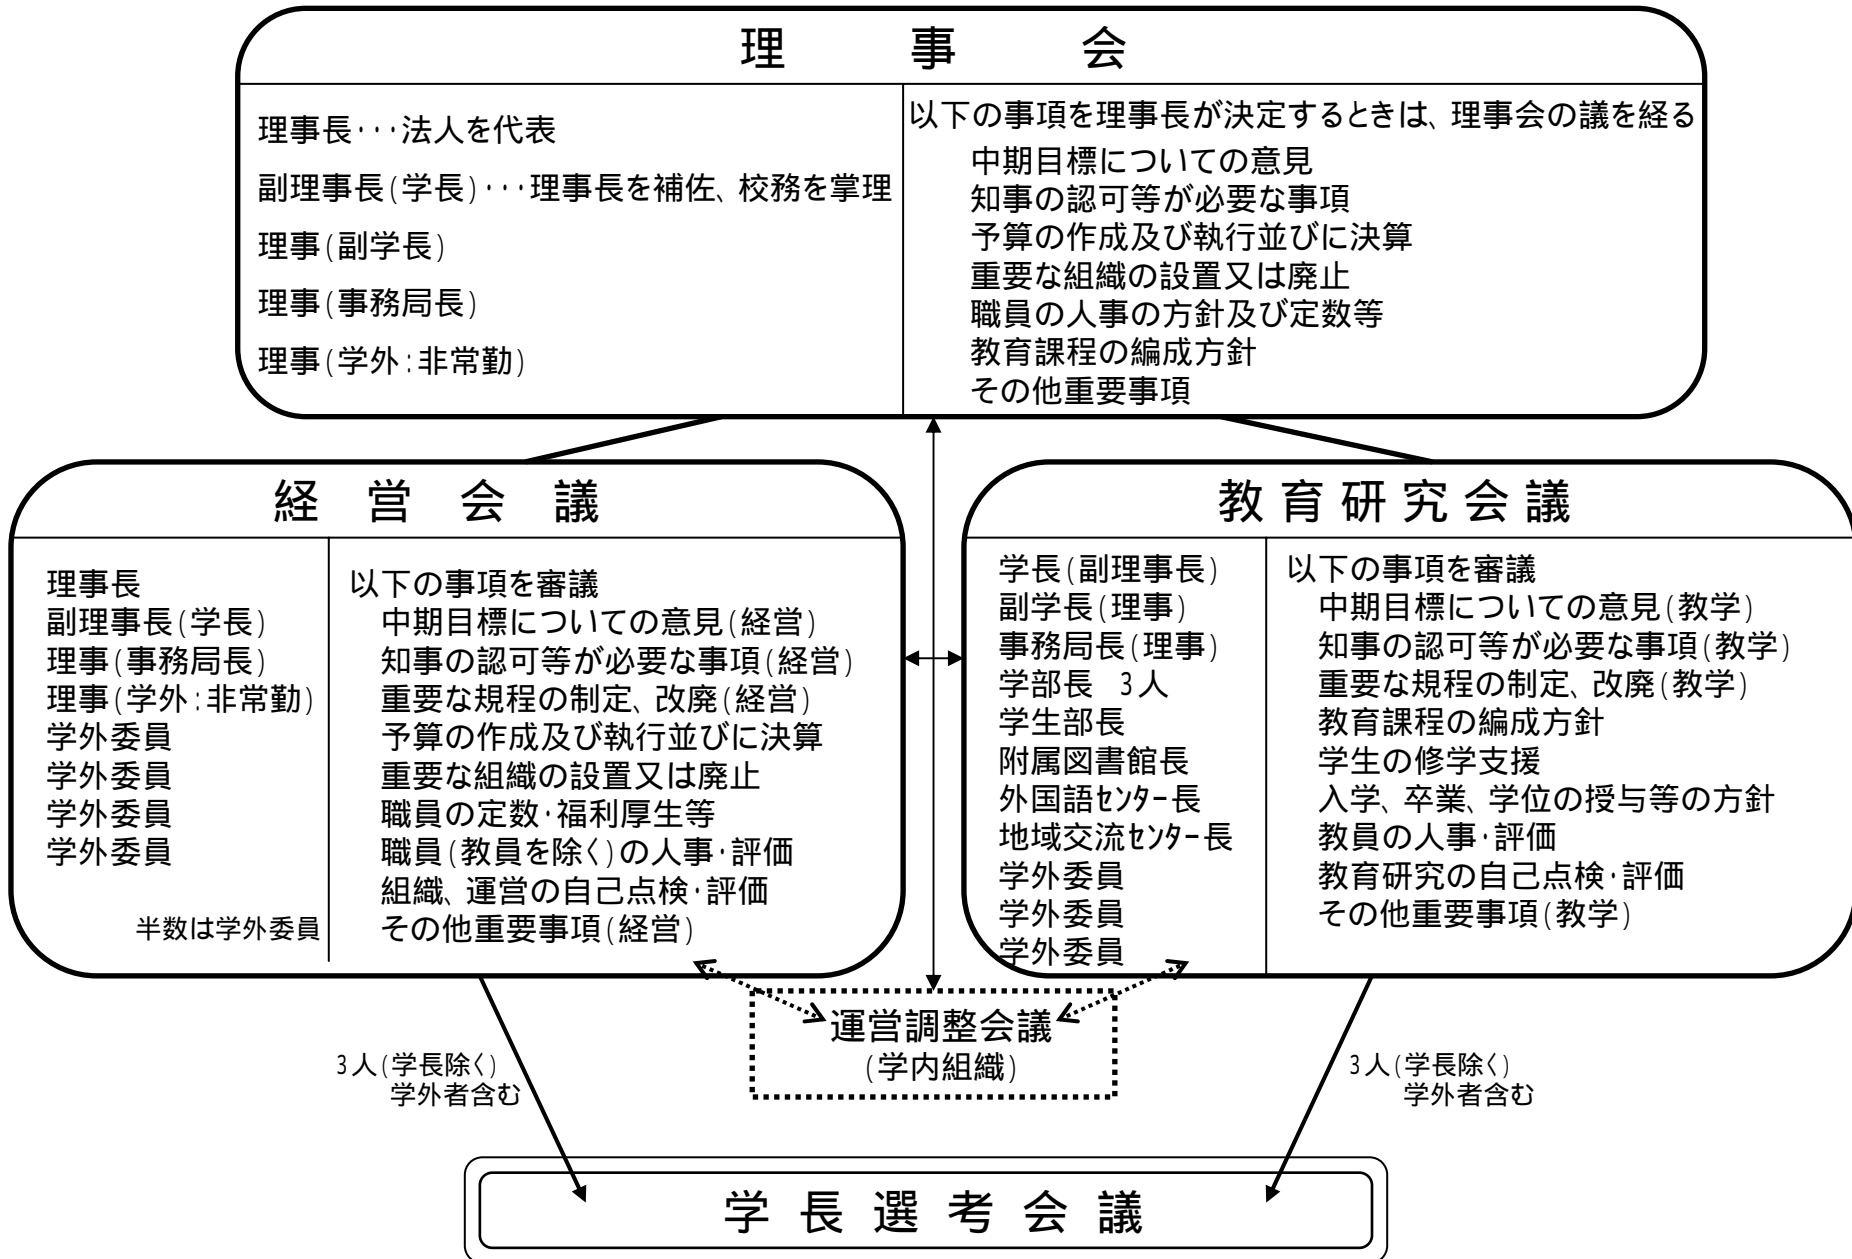 理事会
理事長・・・法人を代表
副理事長(学長)・・・理事長を補佐、校務を掌理
理事(副学長)
理事(事務局長)
理事(学外:非常勤)
以下の事項を理事長が決定するときは、理事会の議を経る
中期目標についての意見
知事の認可等が必要な事項
予算の作成及び執行並びに決算
重要な組織の設置又は廃止
職員の人事の方針及び定数等
教育課程の編成方針
その他重要事項
経営会議
理事長
副理事長(学長)
理事(事務局長)
理事(学外:非常勤)
学外委員
学外委員
学外委員
学外委員
半数は学外委員
以下の事項を審議
中期目標についての意見(経営)
知事の認可等が必要な事項(経営)
重要な規程の制定、改廃(経営)
予算の作成及び執行並びに決算
重要な組織の設置又は廃止
職員の定数・福利厚生等
職員(教員を除く)の人事・評価
組織、運営の自己点検・評価
その他重要事項(経営)
教育研究会議
学長(副理事長)
副学長(理事)
事務局長(理事)
学部長 3人
学生部長
附属図書館長
外国語センター長
地域交流センター長
学外委員
学外委員
学外委員
以下の事項を審議
中期目標についての意見(教学)
知事の認可等が必要な事項(教学)
重要な規程の制定、改廃(教学)
教育課程の編成方針
学生の修学支援
入学、卒業、学位の授与等の方針
教員の人事・評価
教育研究の自己点検・評価
その他重要事項(教学)
運営調整会議
(学内組織)
3人(学長除く)
学外者含む
3人(学長除く)
学外者含む
学長選考会議